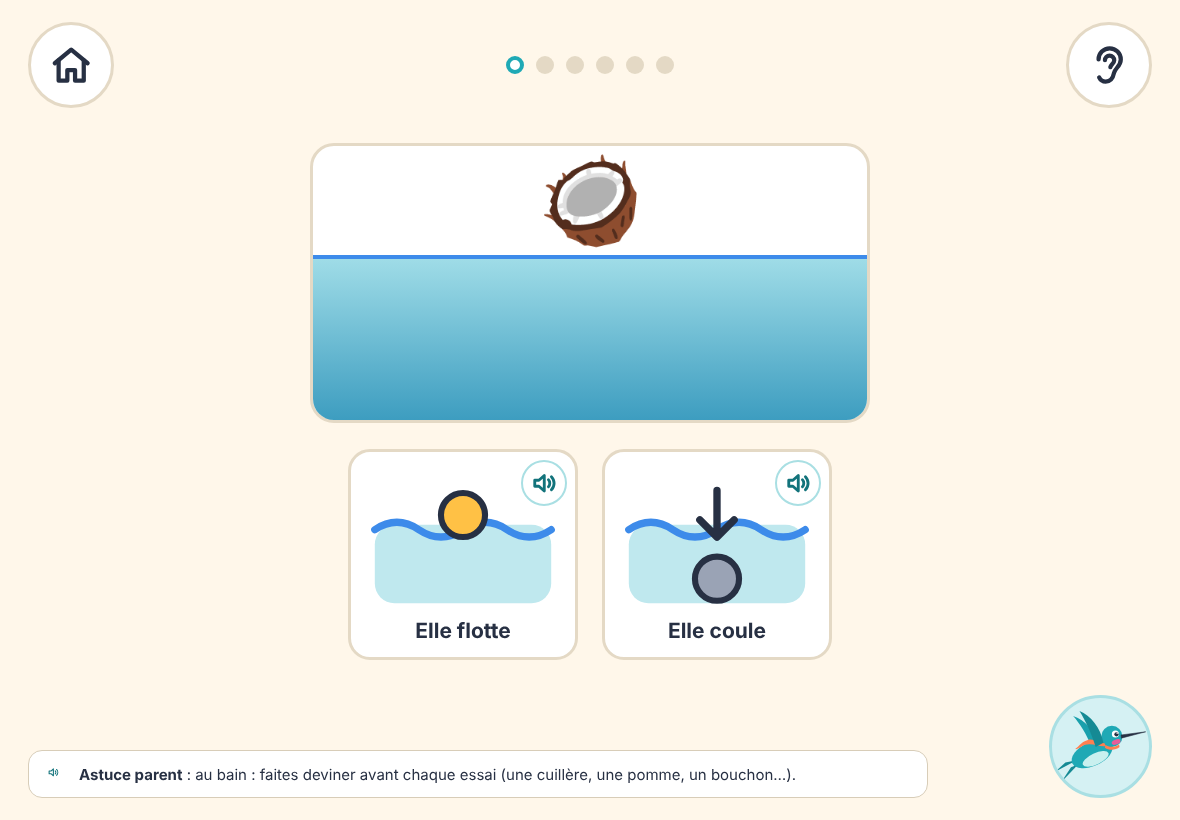 Elle flotte
Elle coule
Astuce parent : au bain : faites deviner avant chaque essai (une cuillère, une pomme, un bouchon...).